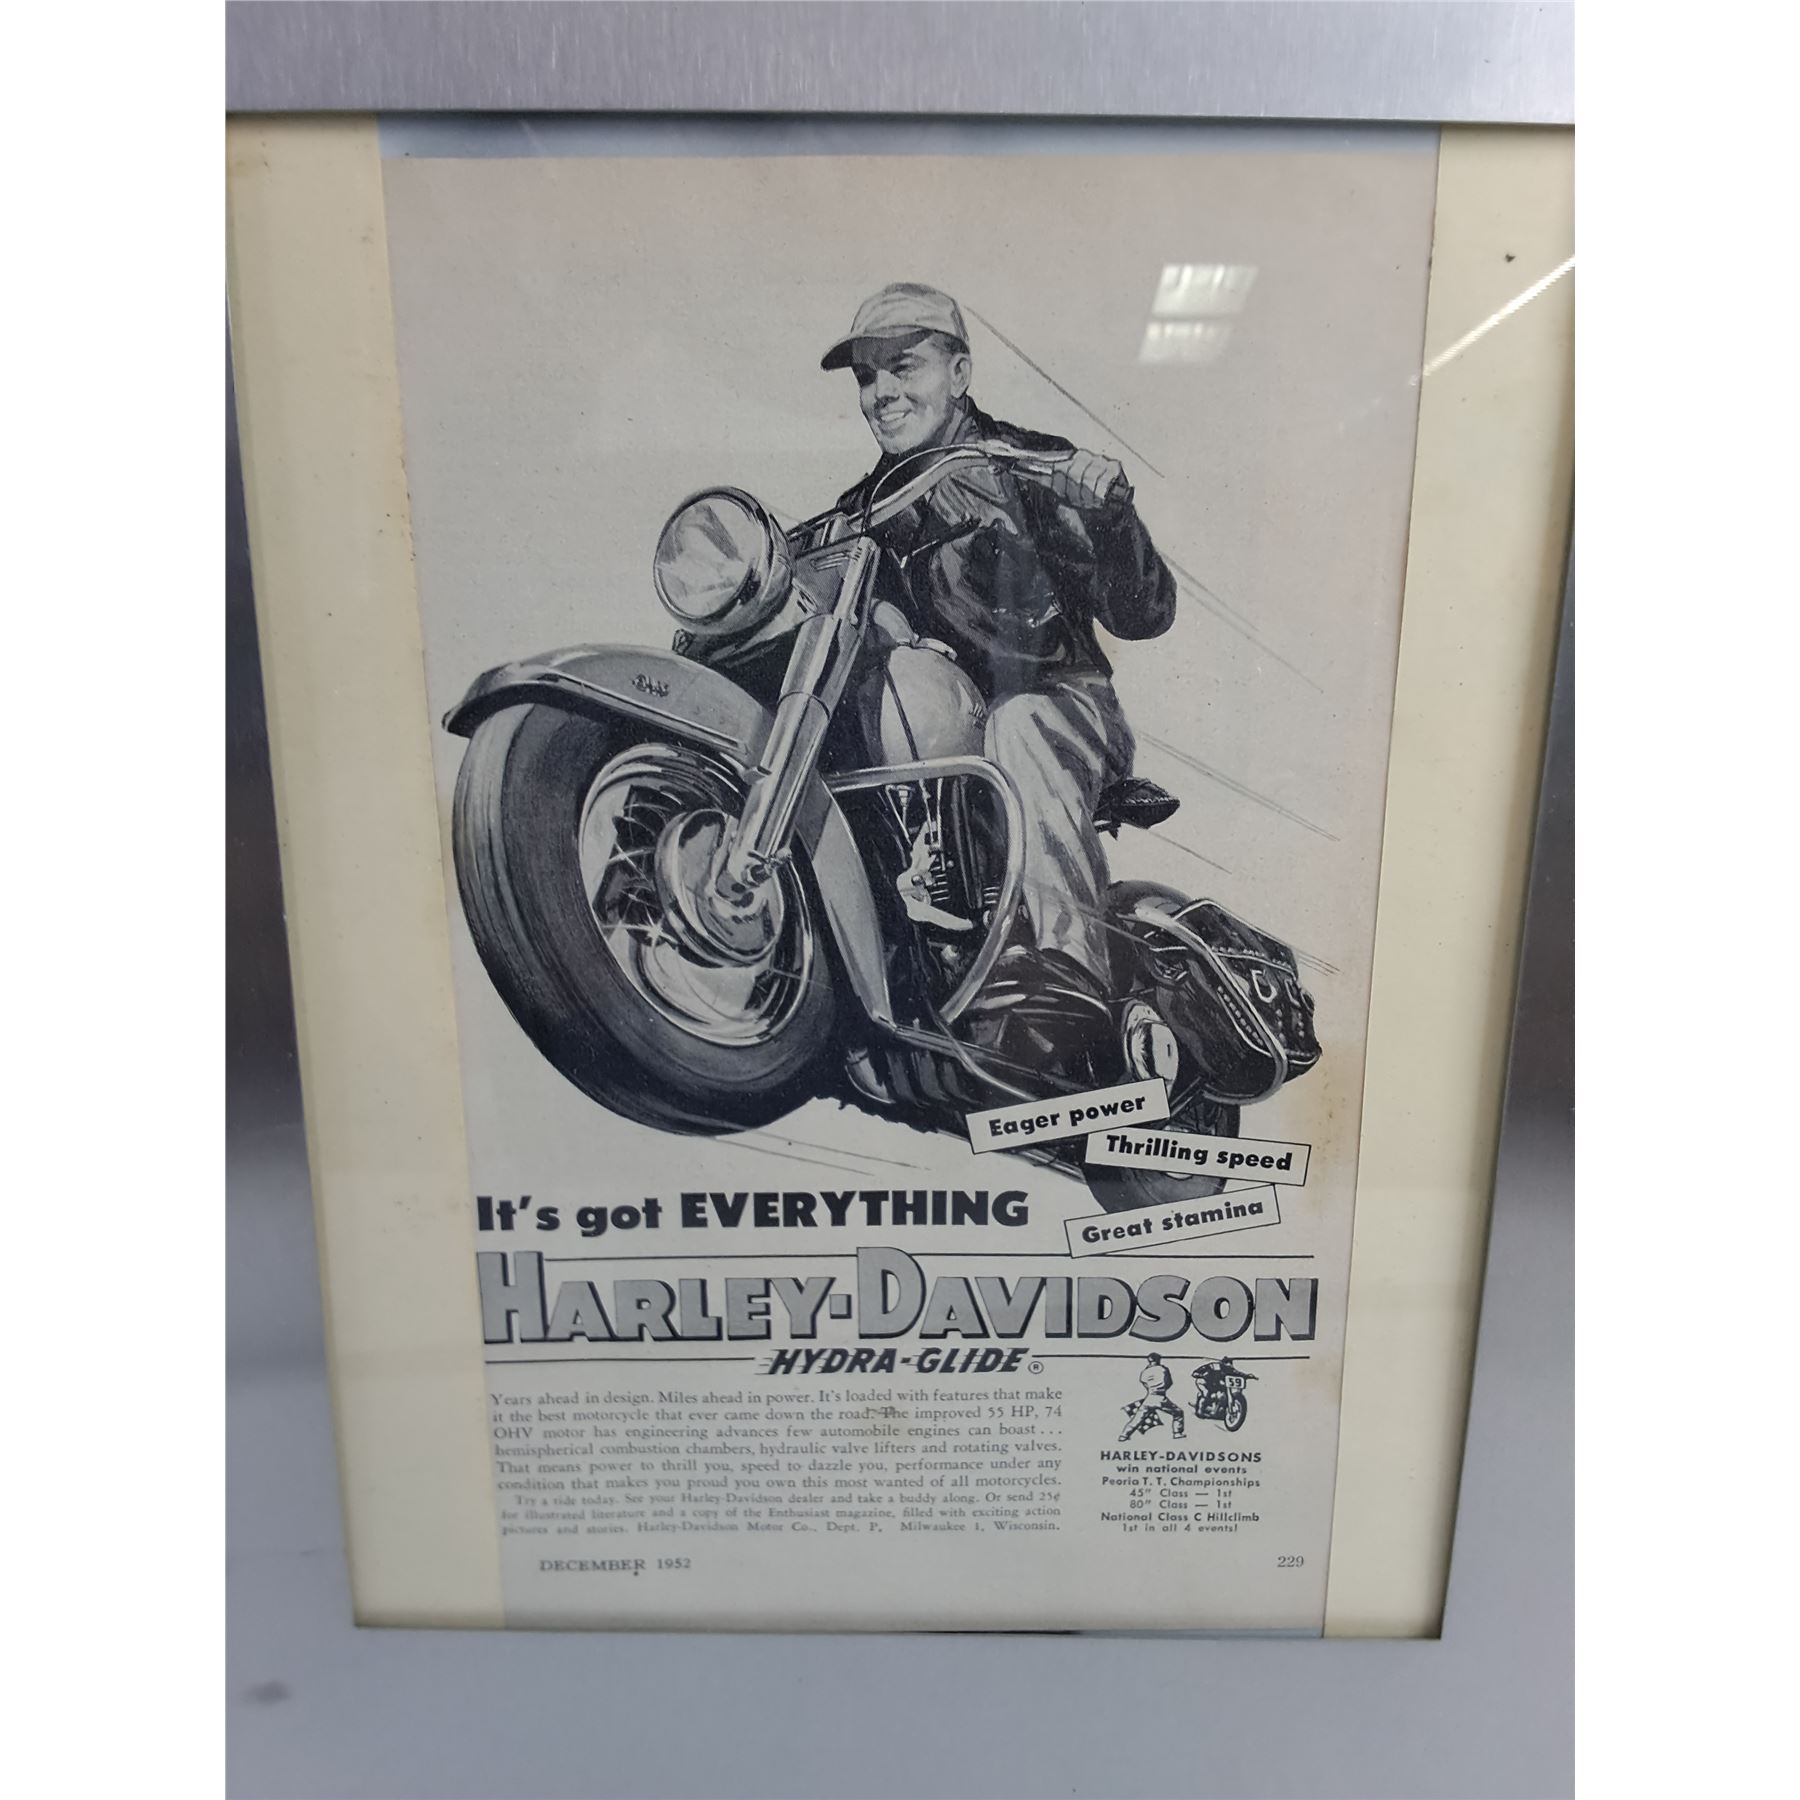 Eager power
Thrilling speed
Great stamina
It's got EVERYTHING
HARLEY-DAVIDSON
HYDRA-GLIDE ®
Years ahead in design. Miles ahead in power. It's loaded with features that make
it the best motorcycle that ever came down the road. The improved 55 HP, 74
OHV motor has engineering advances few automobile engines can boast . . .
hemispherical combustion chambers, hydraulic valve lifters and rotating valves.
That means power to thrill you, speed to dazzle you, performance under any
condition that makes you proud you own this most wanted of all motorcycles.
Try a ride today. See your Harley-Davidson dealer and take a buddy along. Or send 25¢
for illustrated literature and a copy of the Enthusiast magazine, filled with exciting action
pictures and stories. Harley-Davidson Motor Co., Dept. P, Milwaukee 1, Wisconsin.
59
HARLEY-DAVIDSONS
win national events
Peoria T. T. Championships
45" Class — 1st
80" Class — 1st
National Class C Hillclimb
1st in all 4 events!
DECEMBER 1952
229